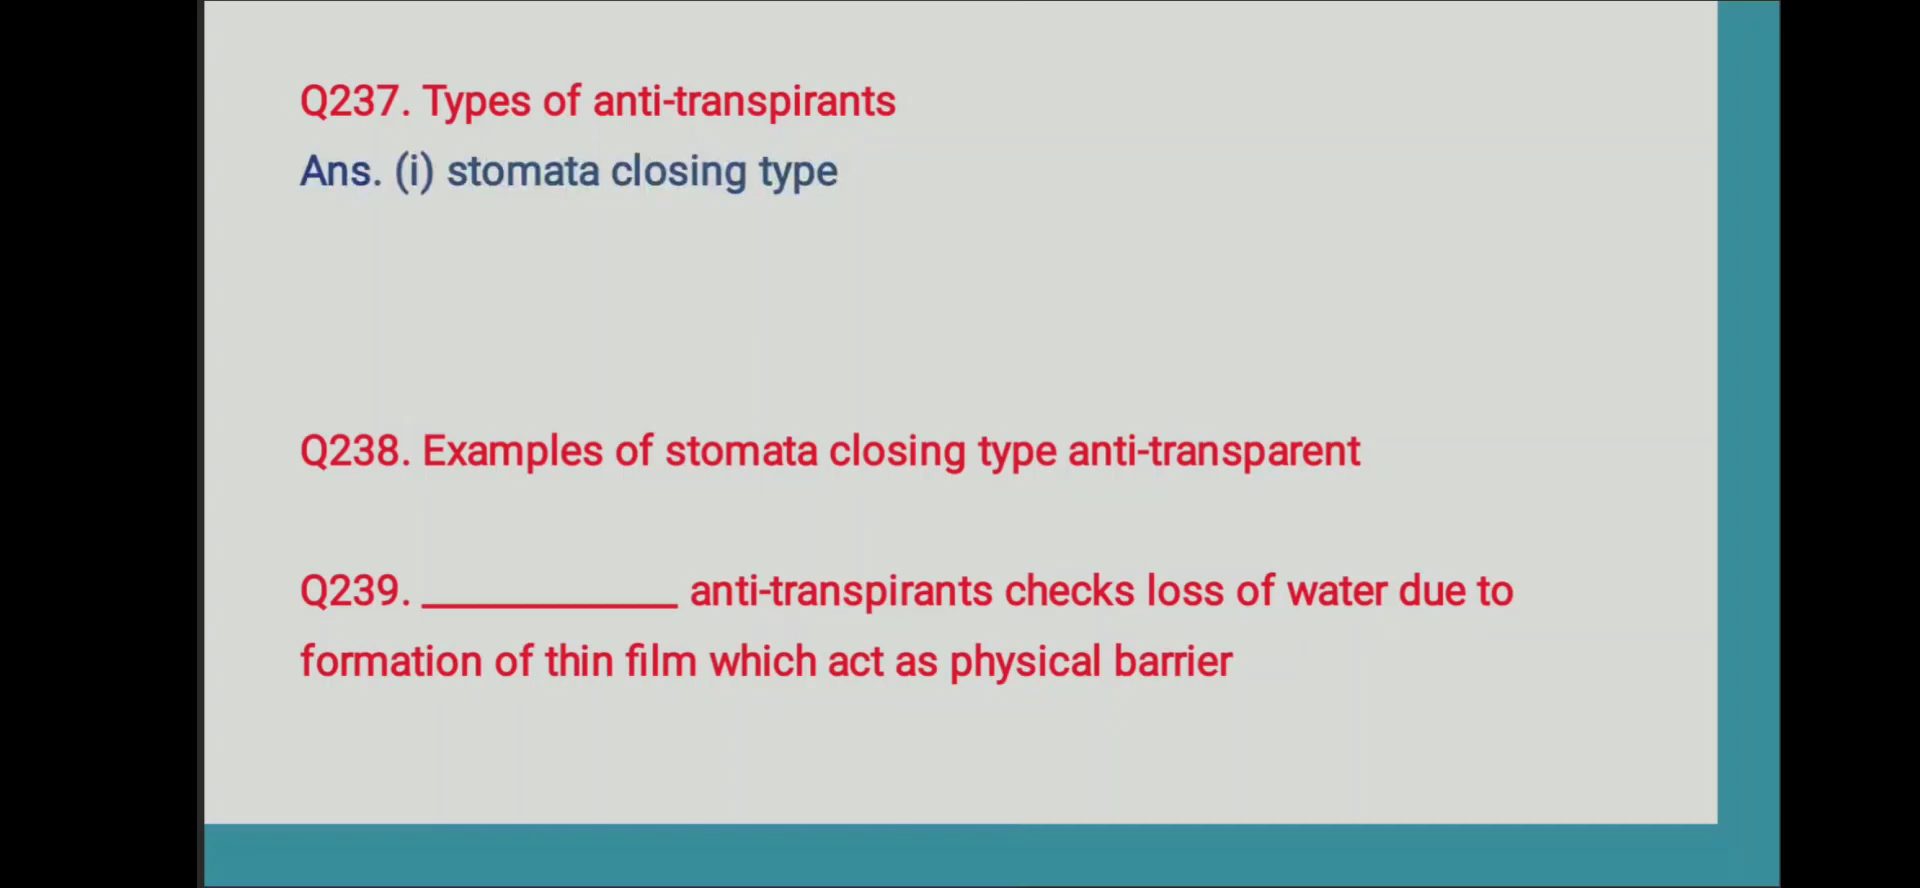 Q237. Types of anti-transpirants
Ans. (i) stomata closing type
Q238. Examples of stomata closing type anti-transparent
Q239. ____________ anti-transpirants checks loss of water due to
formation of thin film which act as physical barrier